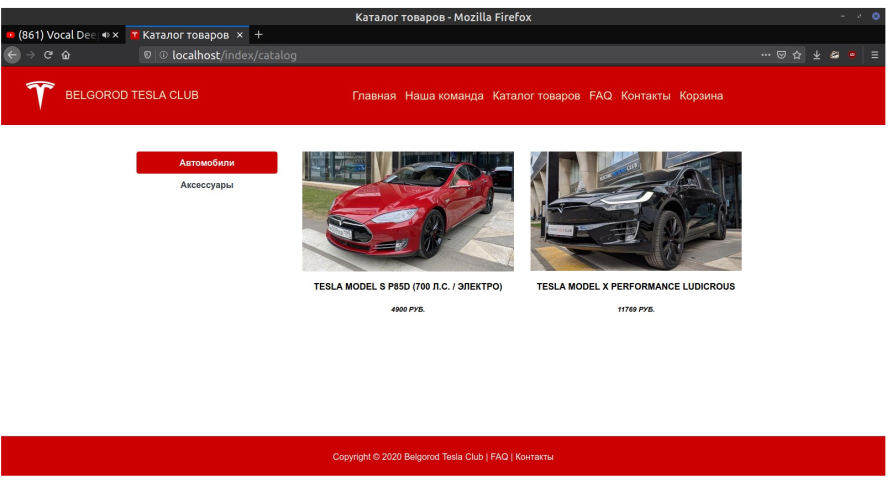 Каталог товаров - Mozilla Firefox
(861) Vocal Dee
Каталог товаров
localhost/index/catalog
BELGOROD TESLA CLUB
Главная Наша команда Каталог товаров FAQ Контакты Корзина
Автомобили
Аксессуары
TESLA MODEL S P85D (700 Л.С. / ЭЛЕКТРО)
4900 РУБ.
TESLA MODEL X PERFORMANCE LUDICROUS
11769 РУБ.
Copyright © 2020 Belgorod Tesla Club | FAQ | Контакты